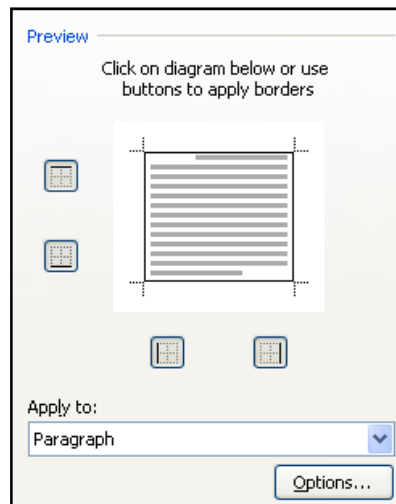 Preview
Click on diagram below or use
buttons to apply borders
Apply to:
Paragraph
Options...